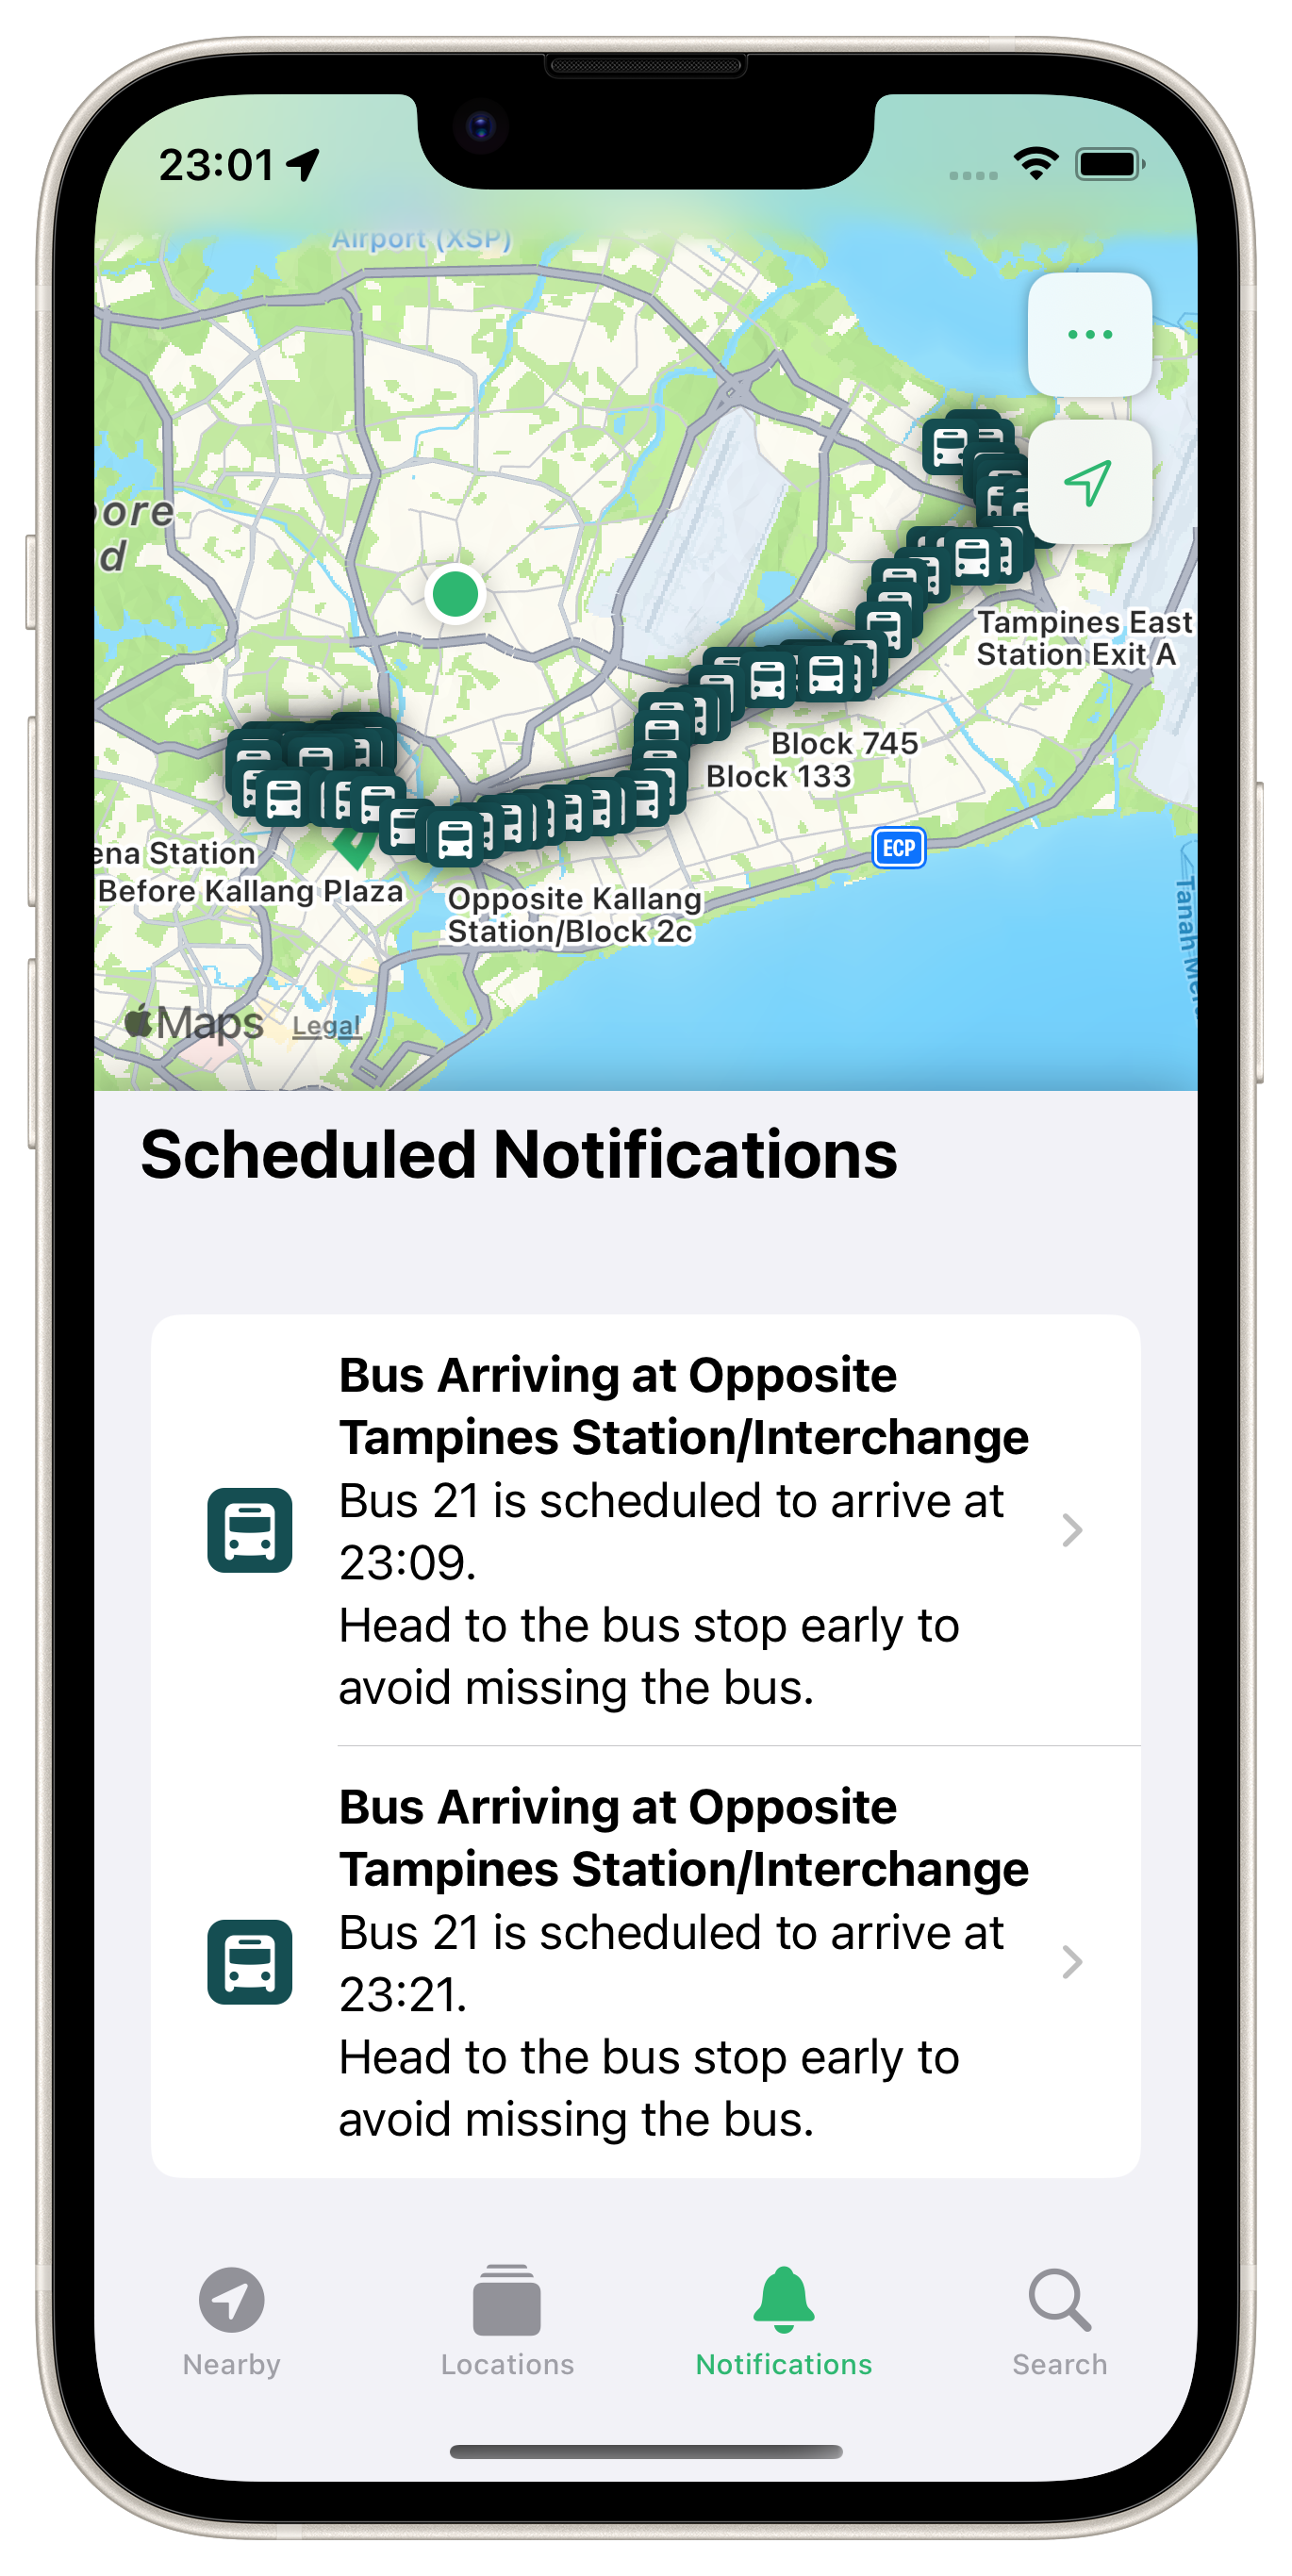 23:01
Airport (XSP)
ore
d
Tampines East
Station Exit A
Block 745
Block 133
ECP
ena Station
Before Kallang Plaza
Opposite Kallang
Station/Block 2c
Tanah Mer
Maps Legal
Scheduled Notifications
Bus Arriving at Opposite
Tampines Station/Interchange
Bus 21 is scheduled to arrive at
23:09.
Head to the bus stop early to
avoid missing the bus.
Bus Arriving at Opposite
Tampines Station/Interchange
Bus 21 is scheduled to arrive at
23:21.
Head to the bus stop early to
avoid missing the bus.
Nearby
Locations
Notifications
Search